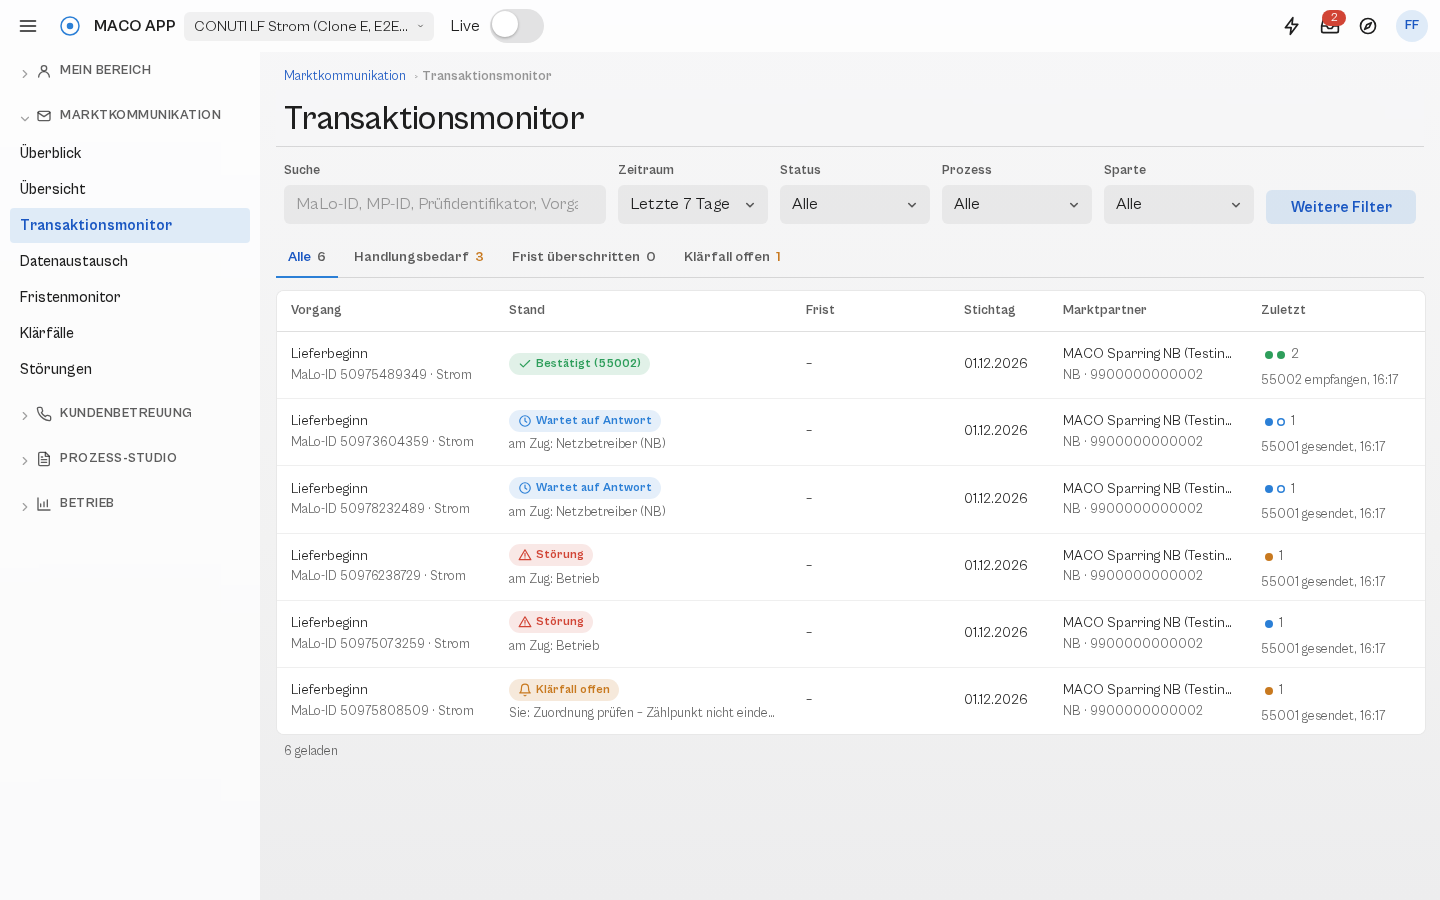 MACO APP
CONUTI LF Strom (Clone E, E2E...
Live
2
FF
MEIN BEREICH
MARKTKOMMUNIKATION
Überblick
Übersicht
Transaktionsmonitor
Datenaustausch
Fristenmonitor
Klärfälle
Störungen
KUNDENBETREUUNG
PROZESS-STUDIO
BETRIEB
Marktkommunikation › Transaktionsmonitor
Transaktionsmonitor
Suche Zeitraum Status Prozess Sparte
MaLo-ID, MP-ID, Prüfidentifikator, Letzte 7 Tage Alle Alle Alle Weitere Filter
Alle 6 Handlungsbedarf 3 Frist überschritten 0 Klärfall offen 1
Vorgang Stand Frist Stichtag Marktpartner Zuletzt
Lieferbeginn
MaLo-ID 50975489349 · Strom
Bestätigt (55002)
–
01.12.2026
MACO Sparring NB (Testin...
NB · 9900000000002
2
55002 empfangen, 16:17
Lieferbeginn
MaLo-ID 50973604359 · Strom
Wartet auf Antwort
am Zug: Netzbetreiber (NB)
–
01.12.2026
MACO Sparring NB (Testin...
NB · 9900000000002
1
55001 gesendet, 16:17
Lieferbeginn
MaLo-ID 50978232489 · Strom
Wartet auf Antwort
am Zug: Netzbetreiber (NB)
–
01.12.2026
MACO Sparring NB (Testin...
NB · 9900000000002
1
55001 gesendet, 16:17
Lieferbeginn
MaLo-ID 50976238729 · Strom
Störung
am Zug: Betrieb
–
01.12.2026
MACO Sparring NB (Testin...
NB · 9900000000002
1
55001 gesendet, 16:17
Lieferbeginn
MaLo-ID 50975073259 · Strom
Störung
am Zug: Betrieb
–
01.12.2026
MACO Sparring NB (Testin...
NB · 9900000000002
1
55001 gesendet, 16:17
Lieferbeginn
MaLo-ID 50975808509 · Strom
Klärfall offen
Sie: Zuordnung prüfen – Zählpunkt nicht einde...
–
01.12.2026
MACO Sparring NB (Testin...
NB · 9900000000002
1
55001 gesendet, 16:17
6 geladen